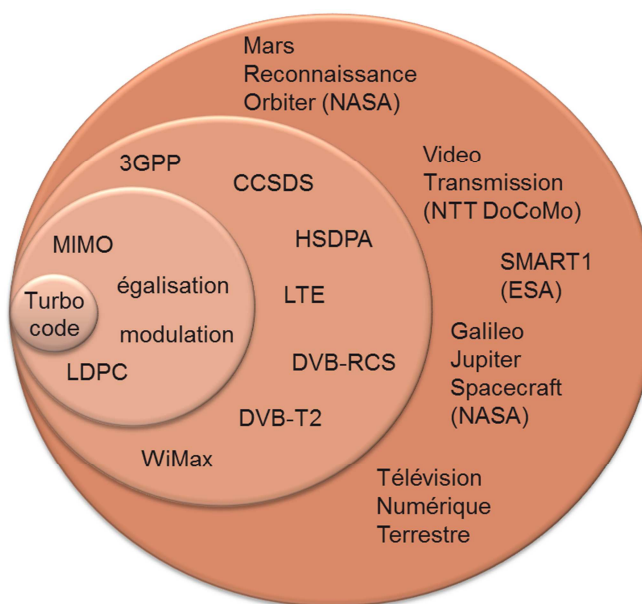 Mars
Reconnaissance
Orbiter (NASA)
3GPP
CCSDS
Video
Transmission
(NTT DoCoMo)
HSDPA
MIMO
SMART1
(ESA)
égalisation
LTE
Turbo
code
modulation
Galileo
Jupiter
Spacecraft
(NASA)
DVB-RCS
LDPC
DVB-T2
WiMax
Télévision
Numérique
Terrestre